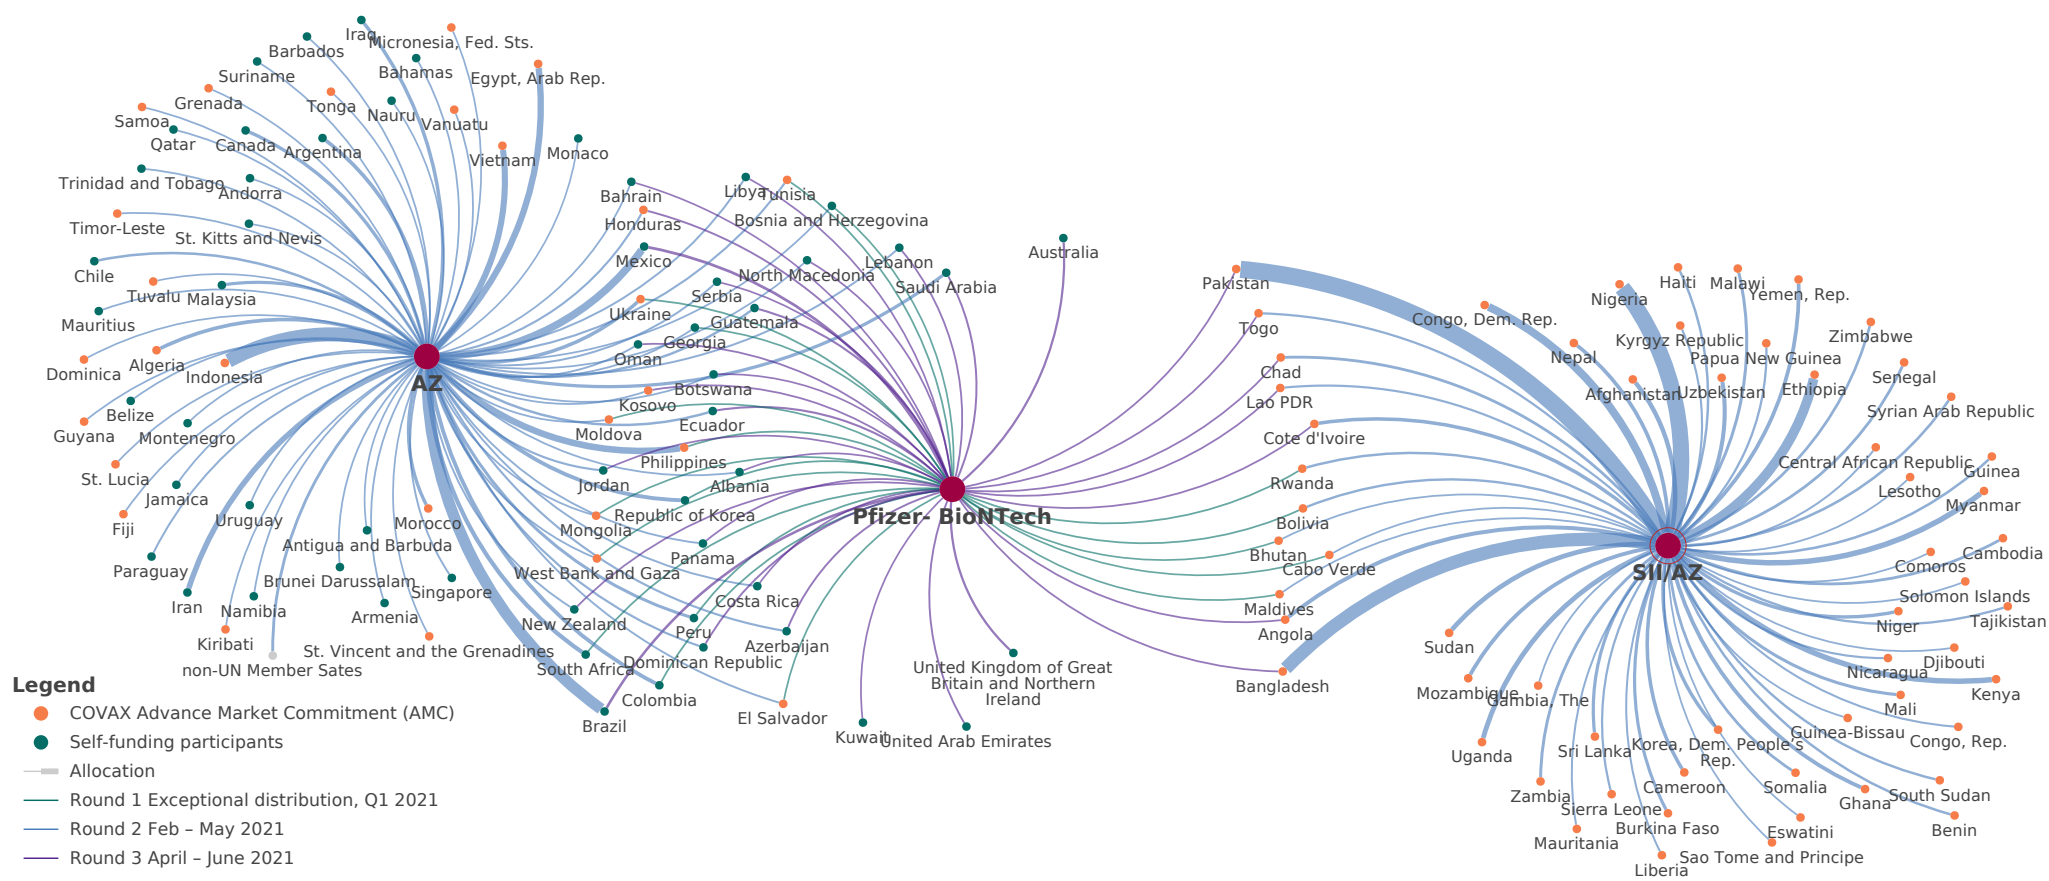 Iraq
Micronesia, Fed. Sts.
Barbados
Bahamas
Suriname
Egypt, Arab Rep.
Grenada
Tonga
Nauru
Vanuatu
Samoa
Qatar
Canada
Argentina
Vietnam
Monaco
Trinidad and Tobago
Andorra
Timor-Leste
St. Kitts and Nevis
Chile
Tuvalu
Malaysia
Mauritius
Algeria
Dominica
Indonesia
AZ
Belize
Guyana
Montenegro
St. Lucia
Jamaica
Fiji
Uruguay
Morocco
Antigua and Barbuda
Paraguay
Brunei Darussalam
Singapore
Iran
Namibia
Armenia
Kiribati
St. Vincent and the Grenadines
non-UN Member Sates
Bahrain
Libya
Tunisia
Honduras
Bosnia and Herzegovina
Mexico
North Macedonia
Lebanon
Serbia
Saudi Arabia
Ukraine
Guatemala
Georgia
Oman
Botswana
Kosovo
Moldova
Ecuador
Philippines
Jordan
Albania
Republic of Korea
Mongolia
Panama
West Bank and Gaza
Costa Rica
New Zealand
Peru
Azerbaijan
South Africa
Dominican Republic
Colombia
Brazil
El Salvador
Australia
Pfizer- BioNTech
United Kingdom of Great
Britain and Northern
Ireland
Kuwait
United Arab Emirates
Pakistan
Togo
Chad
Lao PDR
Cote d'Ivoire
Rwanda
Bolivia
Bhutan
Cabo Verde
Maldives
Angola
Bangladesh
Haiti
Malawi
Nigeria
Yemen, Rep.
Congo, Dem. Rep.
Kyrgyz Republic
Zimbabwe
Nepal
Papua New Guinea
Senegal
Afghanistan
Uzbekistan
Ethiopia
Syrian Arab Republic
Central African Republic
Guinea
Lesotho
Myanmar
Cambodia
Comoros
SII/AZ
Solomon Islands
Tajikistan
Niger
Sudan
Djibouti
Nicaragua
Kenya
Mozambique
Gambia, The
Mali
Guinea-Bissau
Congo, Rep.
Uganda
Sri Lanka
Korea, Dem. People's
Rep.
Cameroon
Somalia
Zambia
Ghana
South Sudan
Sierra Leone
Burkina Faso
Eswatini
Benin
Mauritania
Sao Tome and Principe
Liberia
Legend
COVAX Advance Market Commitment (AMC)
Self-funding participants
Allocation
Round 1 Exceptional distribution, Q1 2021
Round 2 Feb – May 2021
Round 3 April – June 2021